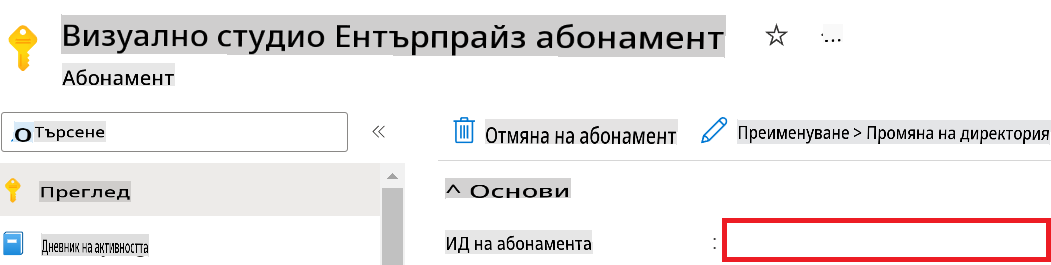 Визуално студио Ентърпрайз абонамент
...
Абонамент
Търсене
«
Отмяна на абонамент
Преименуване > Промяна на директория
Преглед
^ Основи
Дневник на активността
ИД на абонамента :